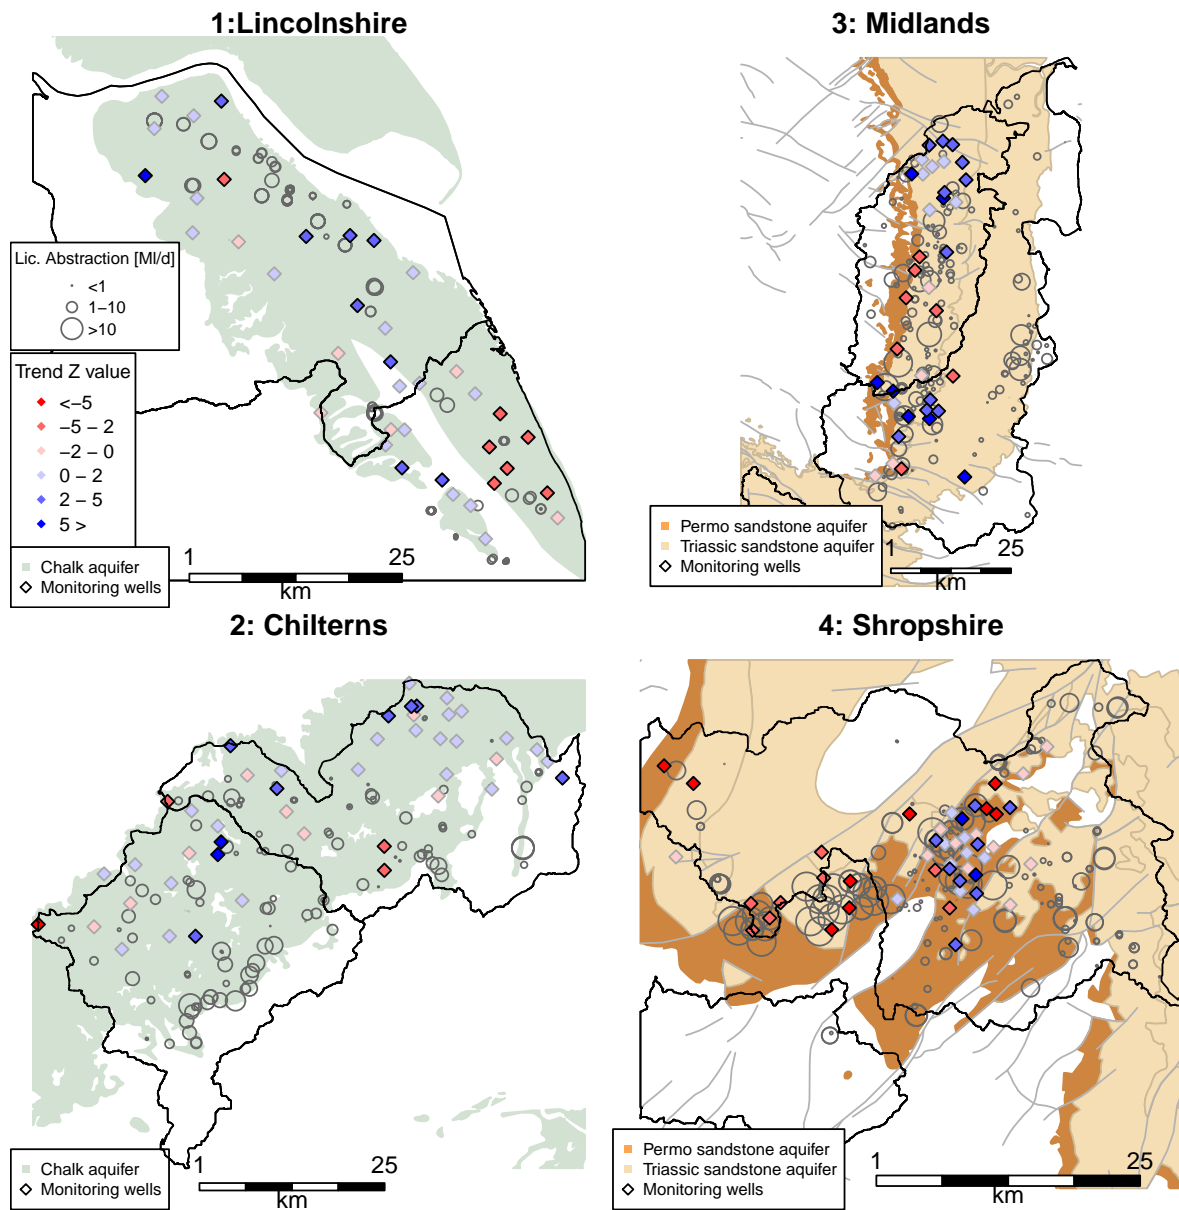 1:Lincolnshire
Lic. Abstraction [Ml/d]
<1
1–10
>10
Trend Z value
<−5
−5 – 2
−2 – 0
0 – 2
2 – 5
5 >
Chalk aquifer
Monitoring wells
1 25
km
3: Midlands
Permo sandstone aquifer
Triassic sandstone aquifer
Monitoring wells
1 25
km
2: Chilterns
Chalk aquifer
Monitoring wells
1 25
km
4: Shropshire
Permo sandstone aquifer
Triassic sandstone aquifer
Monitoring wells
1 25
km